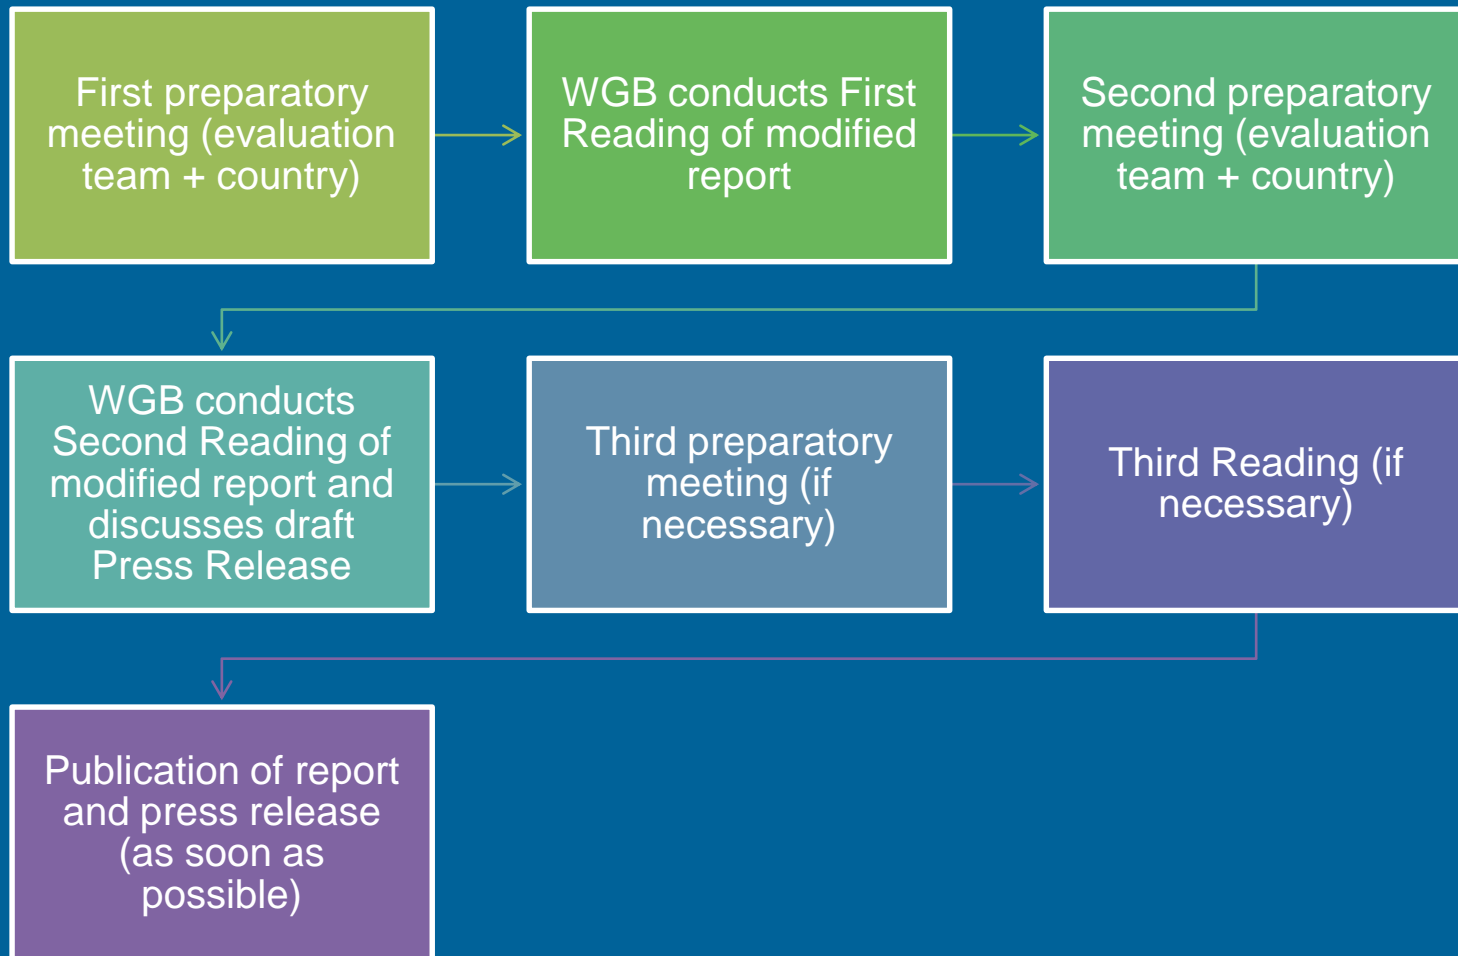 First preparatory
meeting (evaluation
team + country)
WGB conducts First
Reading of modified
report
Second preparatory
meeting (evaluation
team + country)
WGB conducts
Second Reading of
modified report and
discusses draft
Press Release
Third preparatory
meeting (if
necessary)
Third Reading (if
necessary)
Publication of report
and press release
(as soon as
possible)